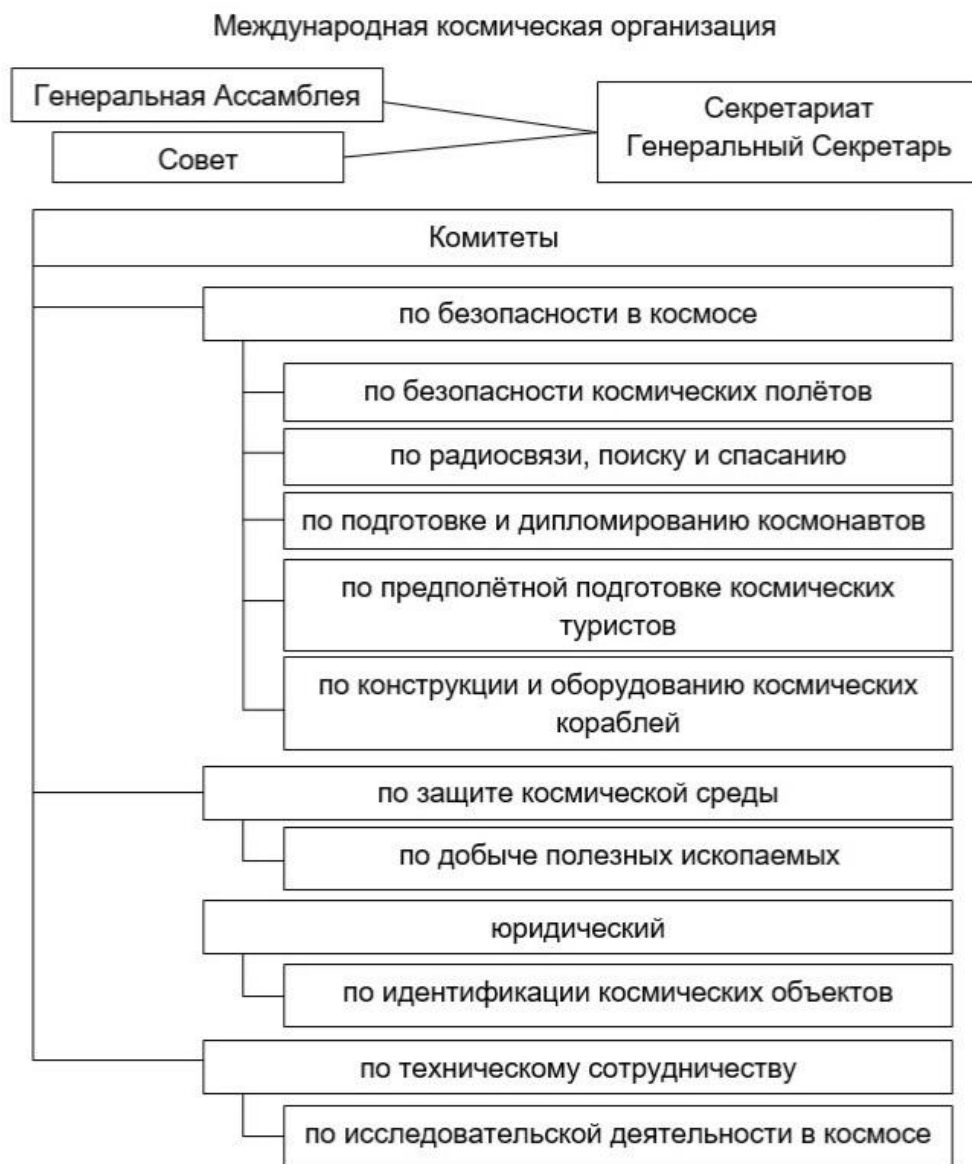 Международная космическая организация
Генеральная Ассамблея
Совет
Секретариат
Генеральный Секретарь
Комитеты
по безопасности в космосе
по безопасности космических полётов
по радиосвязи, поиску и спасанию
по подготовке и дипломированию космонавтов
по предполётной подготовке космических
туристов
по конструкции и оборудованию космических
кораблей
по защите космической среды
по добыче полезных ископаемых
юридический
по идентификации космических объектов
по техническому сотрудничеству
по исследовательской деятельности в космосе